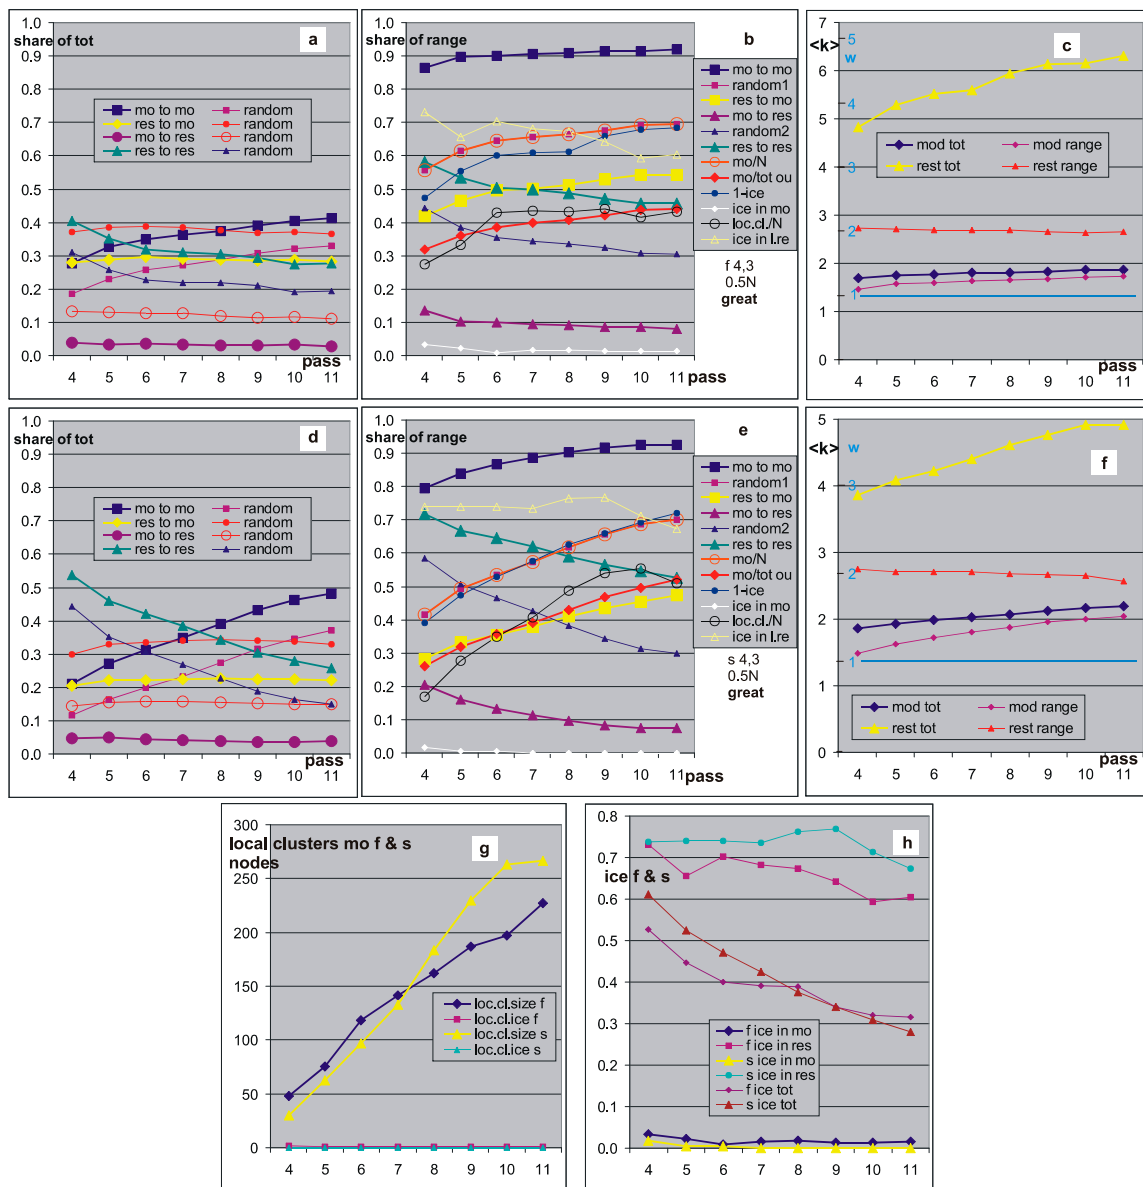 1.0
share of tot
a
0.9
0.8
mo to mo
random
res to mo
random
mo to res
random
res to res
random
0.7
0.6
0.5
0.4
0.3
0.2
0.1
0.0
pass
4 5 6 7 8 9 10 11
1.0
share of range
b
0.9
0.8
0.7
0.6
0.5
0.4
0.3
0.2
0.1
0.0
mo to mo
random1
res to mo
mo to res
random2
res to res
mo/N
mo/tot ou
1-ice
ice in mo
loc.cl./N
ice in l.re
f 4,3
0.5N
great
4 5 6 7 8 9 10 11
pass
7
<k>
5
w
c
6
4
5
3
mod tot
mod range
rest tot
rest range
4
3
2
2
1
1
0
pass
4 5 6 7 8 9 10 11
1.0
share of tot
d
0.9
0.8
mo to mo
random
res to mo
random
mo to res
random
res to res
random
0.7
0.6
0.5
0.4
0.3
0.2
0.1
0.0
pass
4 5 6 7 8 9 10 11
1.0
share of range
e
0.9
0.8
0.7
0.6
0.5
0.4
0.3
0.2
0.1
0.0
mo to mo
random1
res to mo
mo to res
random2
res to res
mo/N
mo/tot ou
1-ice
ice in mo
loc.cl./N
ice in l.re
s 4,3
0.5N
great
4 5 6 7 8 9 10 11
pass
5
<k>
w
f
4
3
3
2
2
1
1
mod tot
mod range
rest tot
rest range
0
pass
4 5 6 7 8 9 10 11
300
local clusters mo f & s
nodes
g
250
200
150
100
50
0
loc.cl.size f
loc.cl.ice f
loc.cl.size s
loc.cl.ice s
4 5 6 7 8 9 10 11
0.8
h
0.7
ice f & s
0.6
0.5
0.4
0.3
0.2
0.1
0.0
f ice in mo
f ice in res
s ice in mo
s ice in res
f ice tot
s ice tot
4 5 6 7 8 9 10 11